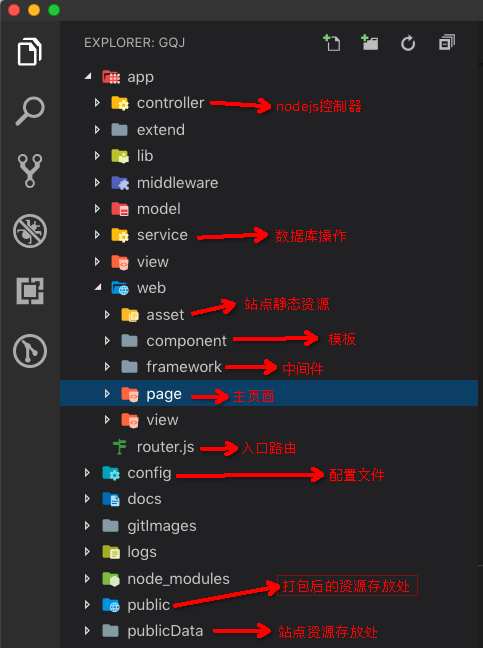 EXPLORER: GQJ
app
controller nodejs控制器
extend
lib
middleware
model
service 数据库操作
view
web
asset 站点静态资源
component 模板
framework 中间件
page 主页面
view
router.js 入口路由
config 配置文件
docs
gitImages
logs
node_modules
public 打包后的资源存放处
publicData 站点资源存放处